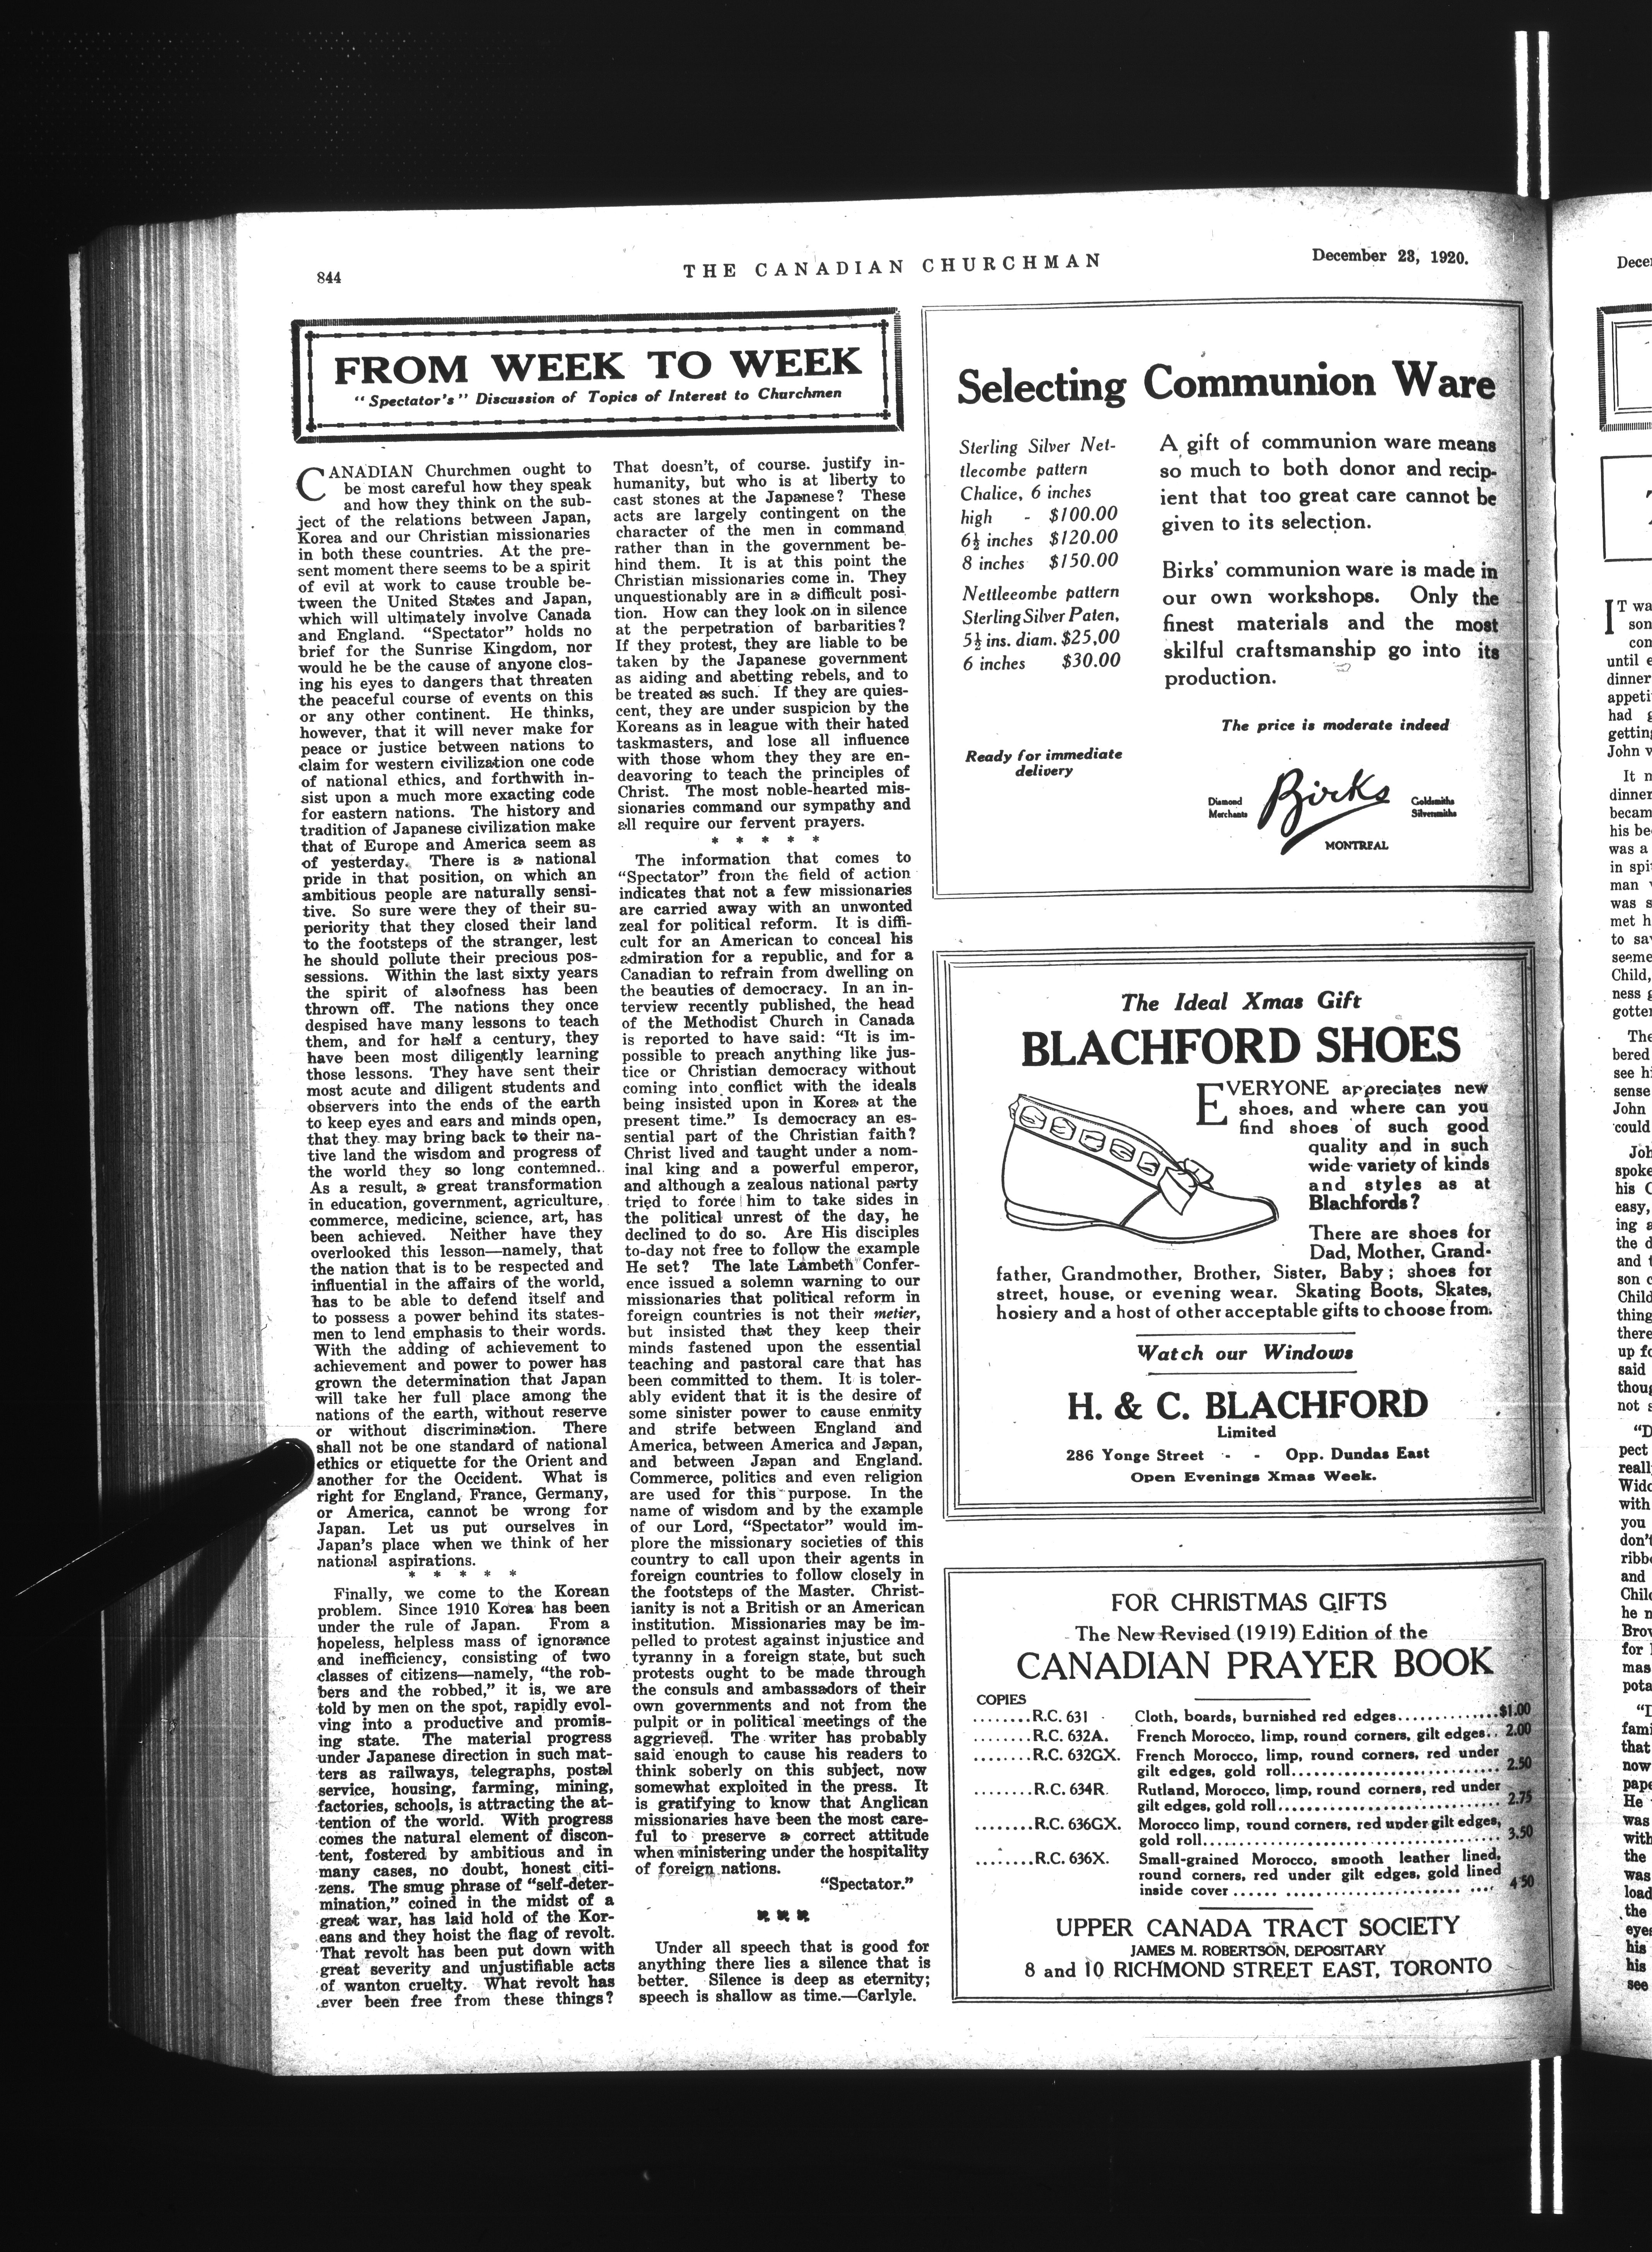 844
THE CANADIAN CHURCHMAN
December 23, 1920.
FROM WEEK TO WEEK
"Spectator's" Discussion of Topics of Interest to Churchmen
CANADIAN Churchmen ought to
be most careful how they speak
and how they think on the sub-
ject of the relations between Japan,
Korea and our Christian missionaries
in both these countries. At the pre-
sent moment there seems to be a spirit
of evil at work to cause trouble be-
tween the United States and Japan,
which will ultimately involve Canada
and England. "Spectator" holds no
brief for the Sunrise Kingdom, nor
would he be the cause of anyone clos-
ing his eyes to dangers that threaten
the peaceful course of events on this
or any other continent. He thinks,
however, that it will never make for
peace or justice between nations to
claim for western civilization one code
of national ethics, and forthwith in-
sist upon a much more exacting code
for eastern nations. The history and
tradition of Japanese civilization make
that of Europe and America seem as
of yesterday. There is a national
pride in that position, on which an
ambitious people are naturally sensi-
tive. So sure were they of their su-
periority that they closed their land
to the footsteps of the stranger, lest
he should pollute their precious pos-
sessions. Within the last sixty years
the spirit of aloofness has been
thrown off. The nations they once
despised have many lessons to teach
them, and for half a century, they
have been most diligently learning
those lessons. They have sent their
most acute and diligent students and
observers into the ends of the earth
to keep eyes and ears and minds open,
that they may bring back to their na-
tive land the wisdom and progress of
the world they so long contemned.
As a result, a great transformation
in education, government, agriculture,
commerce, medicine, science, art, has
been achieved. Neither have they
overlooked this lesson—namely, that
the nation that is to be respected and
influential in the affairs of the world,
has to be able to defend itself and
to possess a power behind its states-
men to lend emphasis to their words.
With the adding of achievement to
achievement and power to power has
grown the determination that Japan
will take her full place among the
nations of the earth, without reserve
or without discrimination. There
shall not be one standard of national
ethics or etiquette for the Orient and
another for the Occident. What is
right for England, France, Germany,
or America, cannot be wrong for
Japan. Let us put ourselves in
Japan's place when we think of her
national aspirations.
* * * * *
Finally, we come to the Korean
problem. Since 1910 Korea has been
under the rule of Japan. From a
hopeless, helpless mass of ignorance
and inefficiency, consisting of two
classes of citizens—namely, "the rob-
bers and the robbed," it is, we are
told by men on the spot, rapidly evol-
ving into a productive and promis-
ing state. The material progress
under Japanese direction in such mat-
ters as railways, telegraphs, postal
service, housing, farming, mining,
factories, schools, is attracting the at-
tention of the world. With progress
comes the natural element of discon-
tent, fostered by ambitious and in
many cases, no doubt, honest citi-
zens. The smug phrase of "self-deter-
mination," coined in the midst of a
great war, has laid hold of the Kor-
eans and they hoist the flag of revolt.
That revolt has been put down with
great severity and unjustifiable acts
of wanton cruelty. What revolt has
ever been free from these things?
That doesn't, of course. justify in-
humanity, but who is at liberty to
cast stones at the Japanese? These
acts are largely contingent on the
character of the men in command
rather than in the government be-
hind them. It is at this point the
Christian missionaries come in. They
unquestionably are in a difficult posi-
tion. How can they look on in silence
at the perpetration of barbarities?
If they protest, they are liable to be
taken by the Japanese government
as aiding and abetting rebels, and to
be treated as such. If they are quies-
cent, they are under suspicion by the
Koreans as in league with their hated
taskmasters, and lose all influence
with those whom they they are en-
deavoring to teach the principles of
Christ. The most noble-hearted mis-
sionaries command our sympathy and
all require our fervent prayers.
* * * * *
The information that comes to
"Spectator" from the field of action
indicates that not a few missionaries
are carried away with an unwonted
zeal for political reform. It is diffi-
cult for an American to conceal his
admiration for a republic, and for a
Canadian to refrain from dwelling on
the beauties of democracy. In an in-
terview recently published, the head
of the Methodist Church in Canada
is reported to have said: "It is im-
possible to preach anything like jus-
tice or Christian democracy without
coming into conflict with the ideals
being insisted upon in Korea at the
present time." Is democracy an es-
sential part of the Christian faith?
Christ lived and taught under a nom-
inal king and a powerful emperor,
and although a zealous national party
tried to force him to take sides in
the political unrest of the day, he
declined to do so. Are His disciples
to-day not free to follow the example
He set? The late Lambeth Confer-
ence issued a solemn warning to our
missionaries that political reform in
foreign countries is not their metier,
but insisted that they keep their
minds fastened upon the essential
teaching and pastoral care that has
been committed to them. It is toler-
ably evident that it is the desire of
some sinister power to cause enmity
and strife between England and
America, between America and Japan,
and between Japan and England.
Commerce, politics and even religion
are used for this purpose. In the
name of wisdom and by the example
of our Lord, "Spectator" would im-
plore the missionary societies of this
country to call upon their agents in
foreign countries to follow closely in
the footsteps of the Master. Christ-
ianity is not a British or an American
institution. Missionaries may be im-
pelled to protest against injustice and
tyranny in a foreign state, but such
protests ought to be made through
the consuls and ambassadors of their
own governments and not from the
pulpit or in political meetings of the
aggrieved. The writer has probably
said enough to cause his readers to
think soberly on this subject, now
somewhat exploited in the press. It
is gratifying to know that Anglican
missionaries have been the most care-
ful to preserve a correct attitude
when ministering under the hospitality
of foreign nations.
"Spectator."
Under all speech that is good for
anything there lies a silence that is
better. Silence is deep as eternity;
speech is shallow as time.—Carlyle.
Selecting Communion Ware
Sterling Silver Net-
tlecombe pattern
Chalice, 6 inches
high - $100.00
6½ inches $120.00
8 inches $150.00
Nettlecombe pattern
Sterling Silver Paten,
5½ ins. diam. $25,00
6 inches $30.00
Ready for immediate
delivery
A gift of communion ware means
so much to both donor and recip-
ient that too great care cannot be
given to its selection.
Birks' communion ware is made in
our own workshops. Only the
finest materials and the most
skilful craftsmanship go into its
production.
The price is moderate indeed
Diamond
Merchants
Birks
Goldsmiths
Silversmiths
MONTREAL
The Ideal Xmas Gift
BLACHFORD SHOES
EVERYONE appreciates new
shoes, and where can you
find shoes of such good
quality and in such
wide variety of kinds
and styles as at
Blachfords?
There are shoes for
Dad, Mother, Grand-
father, Grandmother, Brother, Sister, Baby; shoes for
street, house, or evening wear. Skating Boots, Skates,
hosiery and a host of other acceptable gifts to choose from.
Watch our Windows
H. & C. BLACHFORD
Limited
286 Yonge Street - - Opp. Dundas East
Open Evenings Xmas Week.
FOR CHRISTMAS GIFTS
The New Revised (1919) Edition of the
CANADIAN PRAYER BOOK
COPIES
........R.C. 631 Cloth, boards, burnished red edges.............$1.00
........R.C. 632A. French Morocco, limp, round corners, gilt edges.. 2.00
........R.C. 632GX. French Morocco, limp, round corners, red under
gilt edges, gold roll............................ 2.50
........R.C. 634R. Rutland, Morocco, limp, round corners, red under
gilt edges, gold roll............................ 2.75
........R.C. 636GX. Morocco limp, round corners, red under gilt edges,
gold roll............................ 3.50
........R.C. 636X. Small-grained Morocco, smooth leather lined,
round corners, red under gilt edges, gold lined
inside cover ............................ 4 50
UPPER CANADA TRACT SOCIETY
JAMES M. ROBERTSON, DEPOSITARY
8 and 10 RICHMOND STREET EAST, TORONTO